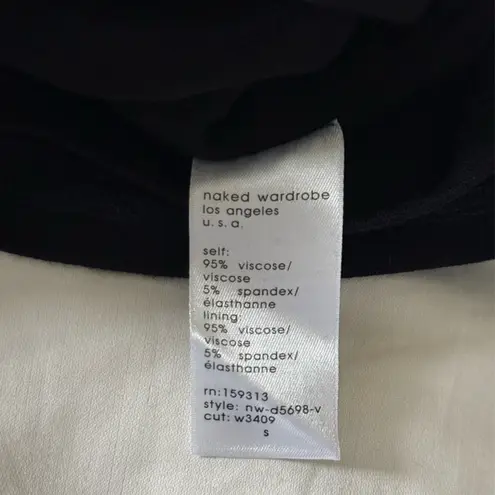 naked wardrobe
los angeles
u. s. a.
self:
95% viscose/
viscose
5% spandex/
élasthanne
lining:
95% viscose/
viscose
5% spandex/
élasthanne
rn:159313
style: nw-d5698-v
cut: w3409
s